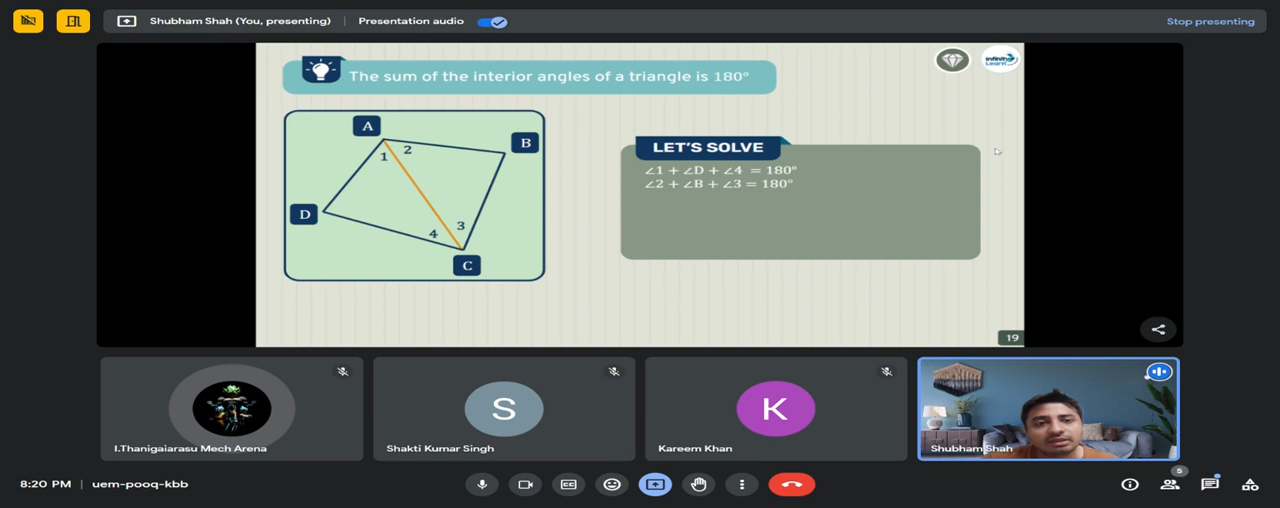 Shubham Shah (You, presenting)
Presentation audio
Stop presenting
The sum of the interior angles of a triangle is 180°
infinity
Learn
A
B
1
2
D
3
4
C
LET'S SOLVE
∠1 + ∠D + ∠4 = 180°
∠2 + ∠B + ∠3 = 180°
19
S
K
I.Thanigaiarasu Mech Arena
Shakti Kumar Singh
Kareem Khan
Shubham Shah
8:20 PM | uem-pooq-kbb
5